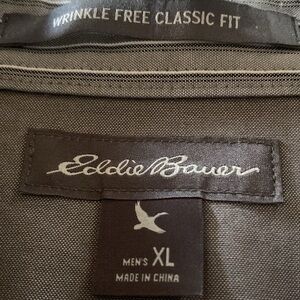 WRINKLE FREE CLASSIC FIT
Eddie Bauer
MEN'S XL
MADE IN CHINA